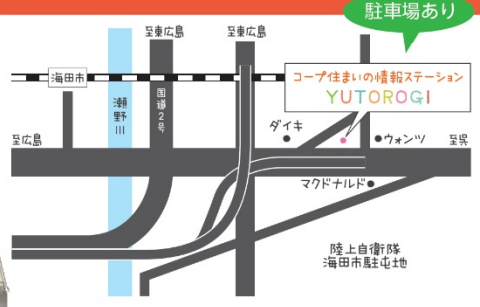 駐車場あり
至東広島
至東広島
海田市
コープ住まいの情報ステーション
YUTOROGI
瀬野川
国道2号
ダイキ
ウォンツ
至広島
至呉
マクドナルド
陸上自衛隊
海田市駐屯地